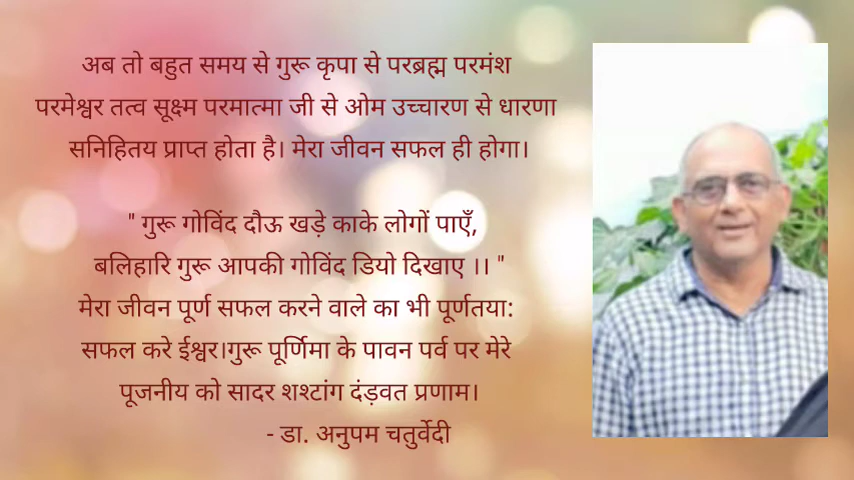 अब तो बहुत समय से गुरू कृपा से परब्रह्म परमंश
परमेश्वर तत्व सूक्ष्म परमात्मा जी से ओम उच्चारण से धारणा
सनिहितय प्राप्त होता है। मेरा जीवन सफल ही होगा।
" गुरू गोविंद दौऊ खड़े काके लोगों पाएँ,
बलिहारि गुरू आपकी गोविंद डियो दिखाए ।। "
मेरा जीवन पूर्ण सफल करने वाले का भी पूर्णतया:
सफल करे ईश्वर।गुरू पूर्णिमा के पावन पर्व पर मेरे
पूजनीय को सादर शश्टांग दंड़वत प्रणाम।
- डा. अनुपम चतुर्वेदी